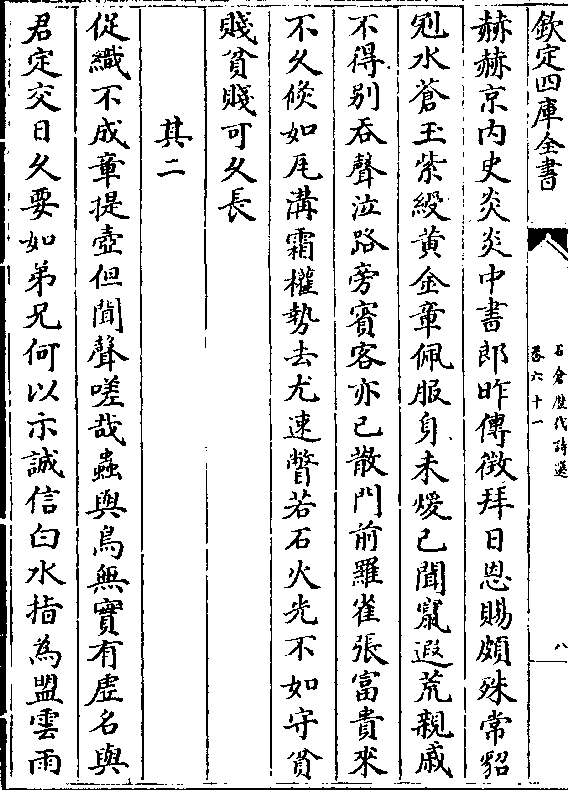 欽定四庫全書
石倉歷代詩選
卷六十一
八
赫赫京內史炎炎中書郎昨傳徵拜日恩賜頗殊常貂
冠水蒼玉紫綬黃金章佩服身未煖已聞竄遐荒親戚
不得別吞聲泣路旁賓客亦已散門前羅雀張富貴來
不久倏如瓦溝霜權勢去尤速瞥若石火光不如守貧
賤貧賤可久長
其二
促織不成章提壺但聞聲嗟哉蟲與鳥無實有虛名與
君定交日久要如弟兄何以示誠信白水指為盟雲雨